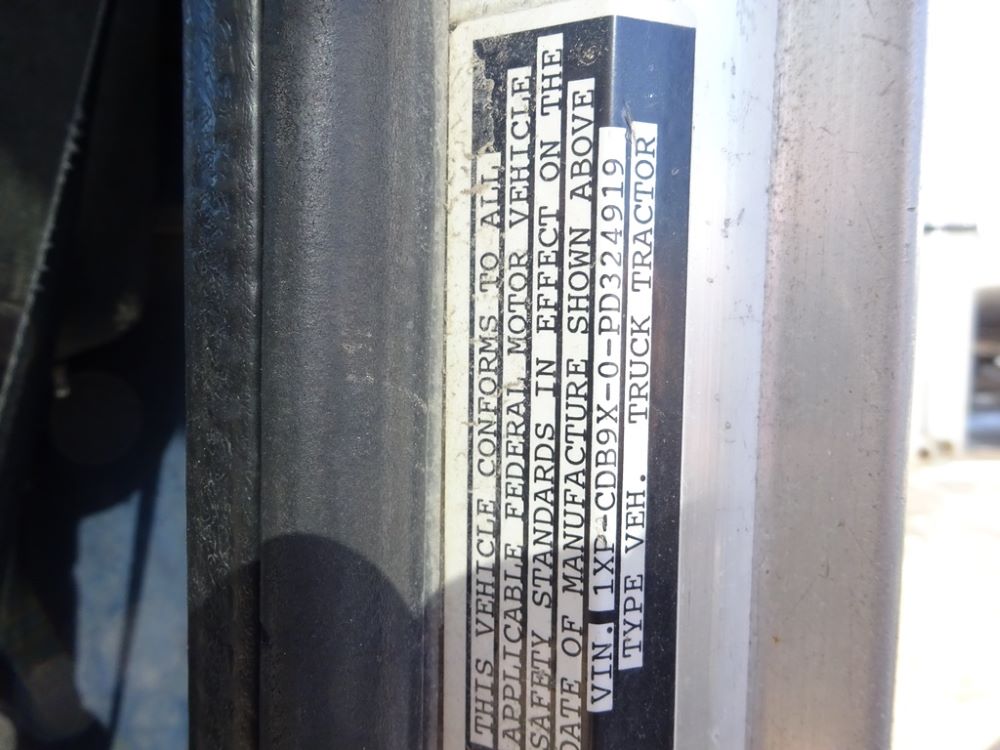 THIS VEHICLE CONFORMS TO ALL
APPLICABLE FEDERAL MOTOR VEHICLE
SAFETY STANDARDS IN EFFECT ON THE
DATE OF MANUFACTURE SHOWN ABOVE
VIN. 1XP-CDB9X-0-PD324919
TYPE VEH. TRUCK TRACTOR